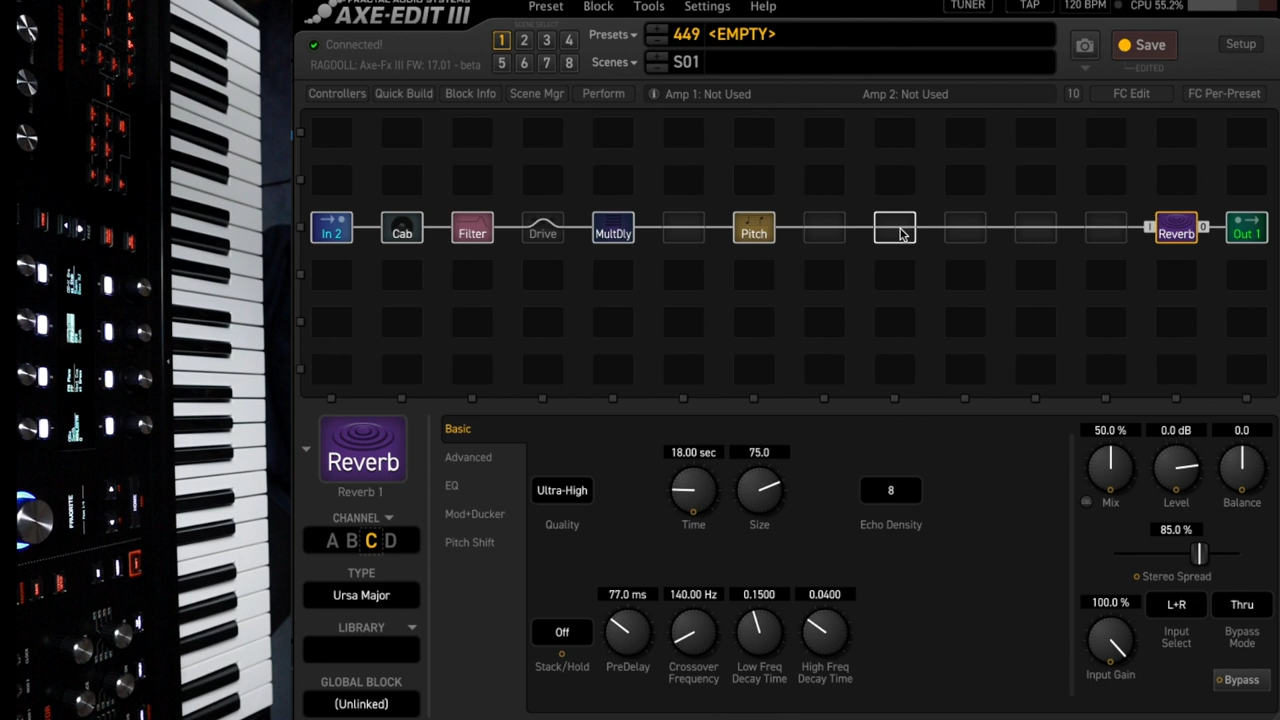 FRACTAL AUDIO SYSTEMS
AXE-EDIT III
Preset Block Tools Settings Help
TUNER TAP 120 BPM CPU 55.2%
SCENE SELECT
1 2 3 4
5 6 7 8
Connected!
RAGDOLL: Axe-Fx III FW: 17.01 - beta
Presets
449 <EMPTY>
Scenes
S01
Save
EDITED
Setup
Controllers Quick Build Block Info Scene Mgr Perform
Amp 1: Not Used Amp 2: Not Used 10 FC Edit FC Per-Preset
In 2 Cab Filter Drive MultDly Pitch I Reverb O Out 1
Reverb
Reverb 1
CHANNEL
A B C D
TYPE
Ursa Major
LIBRARY
GLOBAL BLOCK
(Unlinked)
Basic
Advanced
EQ
Mod+Ducker
Pitch Shift
18.00 sec 75.0
Ultra-High 8
Quality Time Size Echo Density
77.0 ms 140.00 Hz 0.1500 0.0400
Off
Stack/Hold PreDelay Crossover Frequency Low Freq Decay Time High Freq Decay Time
50.0 % 0.0 dB 0.0
Mix Level Balance
85.0 %
Stereo Spread
100.0 % L+R Thru
Input Gain Input Select Bypass Mode
Bypass
FAVORITE